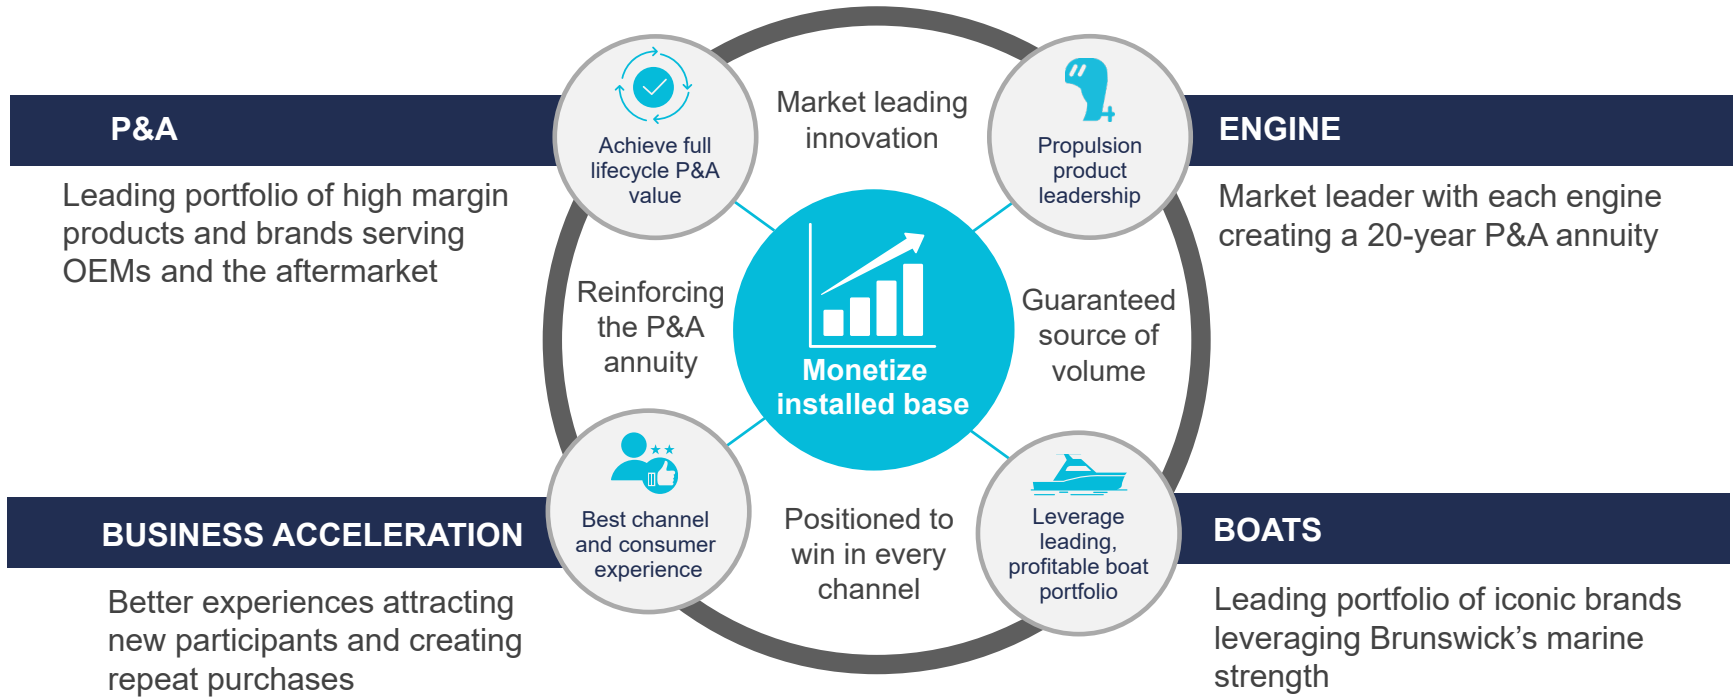 P&A
Leading portfolio of high margin
products and brands serving
OEMs and the aftermarket
Achieve full
lifecycle P&A
value
Market leading
innovation
Propulsion
product
leadership
ENGINE
Market leader with each engine
creating a 20-year P&A annuity
Reinforcing
the P&A
annuity
Monetize
installed base
Guaranteed
source of
volume
BUSINESS ACCELERATION
Better experiences attracting
new participants and creating
repeat purchases
Best channel
and consumer
experience
Positioned to
win in every
channel
Leverage
leading,
profitable boat
portfolio
BOATS
Leading portfolio of iconic brands
leveraging Brunswick’s marine
strength